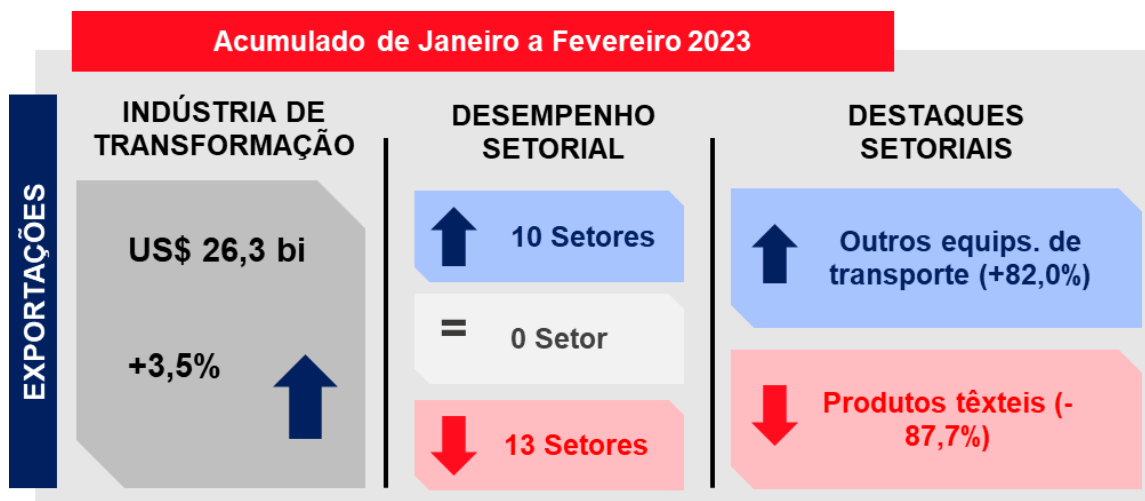 Acumulado de Janeiro a Fevereiro 2023
EXPORTAÇÕES
INDÚSTRIA DE
TRANSFORMAÇÃO
US$ 26,3 bi
+3,5%
DESEMPENHO
SETORIAL
10 Setores
=
0 Setor
13 Setores
DESTAQUES
SETORIAIS
Outros equips. de
transporte (+82,0%)
Produtos têxteis (-
87,7%)